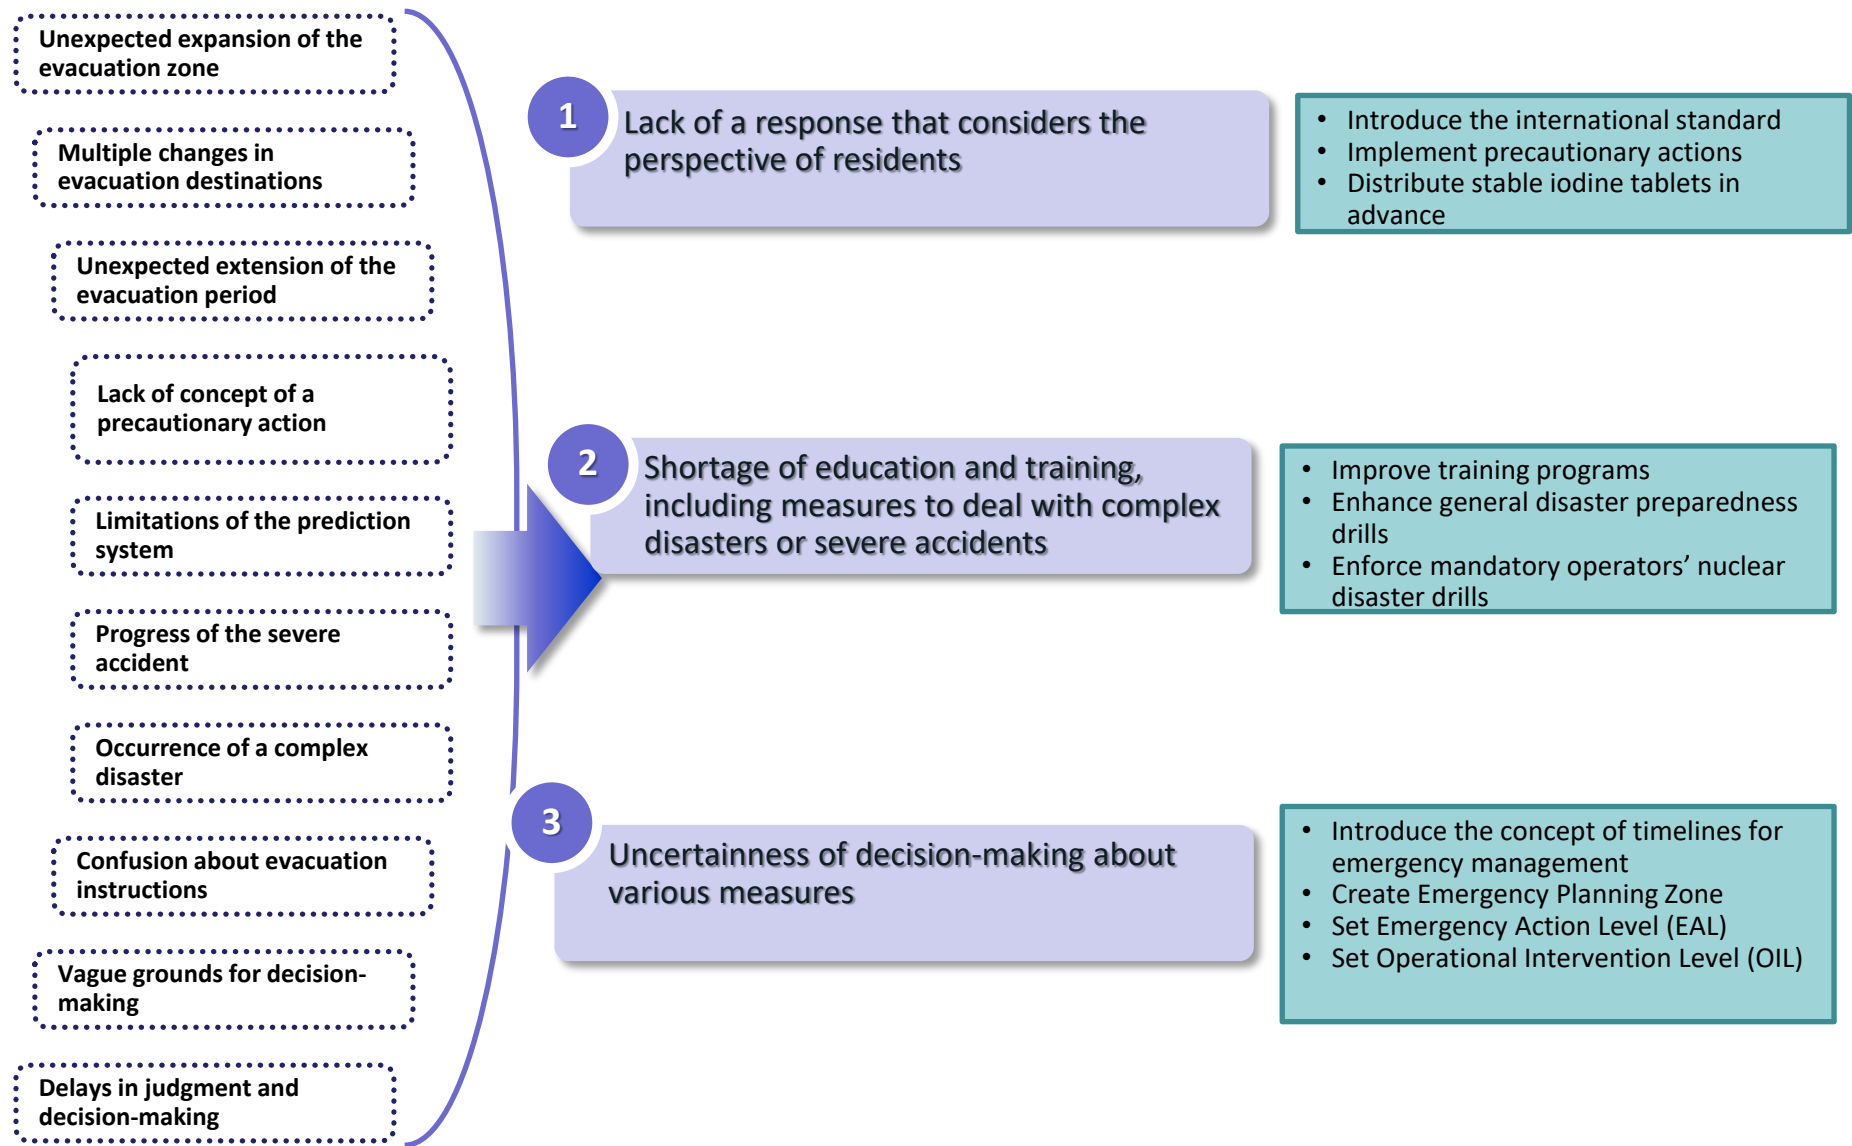 Unexpected expansion of the
evacuation zone
Multiple changes in
evacuation destinations
Unexpected extension of the
evacuation period
Lack of concept of a
precautionary action
Limitations of the prediction
system
Progress of the severe
accident
Occurrence of a complex
disaster
Confusion about evacuation
instructions
Vague grounds for decision-
making
Delays in judgment and
decision-making
1
Lack of a response that considers the
perspective of residents
• Introduce the international standard
• Implement precautionary actions
• Distribute stable iodine tablets in
advance
2
Shortage of education and training,
including measures to deal with complex
disasters or severe accidents
• Improve training programs
• Enhance general disaster preparedness
drills
• Enforce mandatory operators’ nuclear
disaster drills
3
Uncertainness of decision-making about
various measures
• Introduce the concept of timelines for
emergency management
• Create Emergency Planning Zone
• Set Emergency Action Level (EAL)
• Set Operational Intervention Level (OIL)